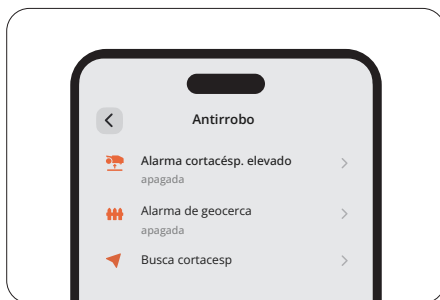 Antirrobo
Alarma cortacésp. elevado
apagada
Alarma de geocerca
apagada
Busca cortacesp